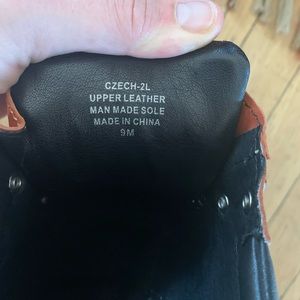 CZECH-2L
UPPER LEATHER
MAN MADE SOLE
MADE IN CHINA
9M